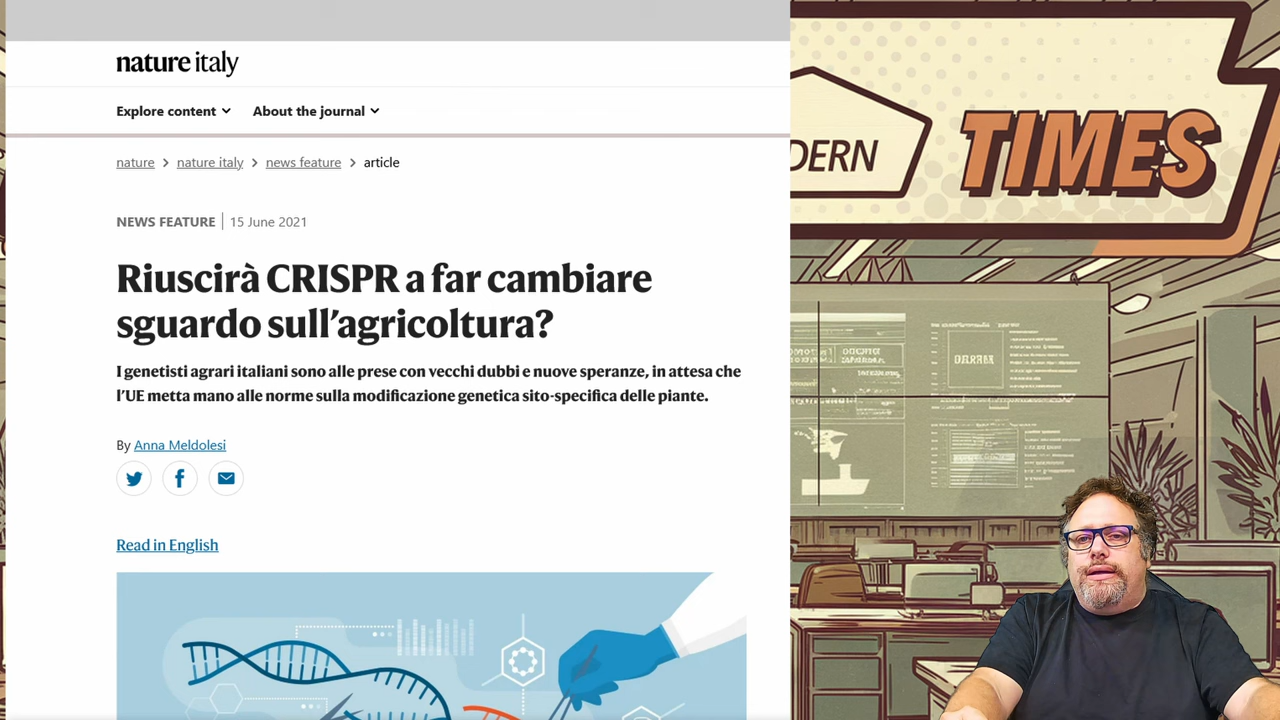 nature italy
Explore content
About the journal
nature > nature italy > news feature > article
NEWS FEATURE | 15 June 2021
Riuscirà CRISPR a far cambiare
sguardo sull’agricoltura?
I genetisti agrari italiani sono alle prese con vecchi dubbi e nuove speranze, in attesa che
l’UE metta mano alle norme sulla modificazione genetica sito-specifica delle piante.
By Anna Meldolesi
Read in English
DERN
TIMES